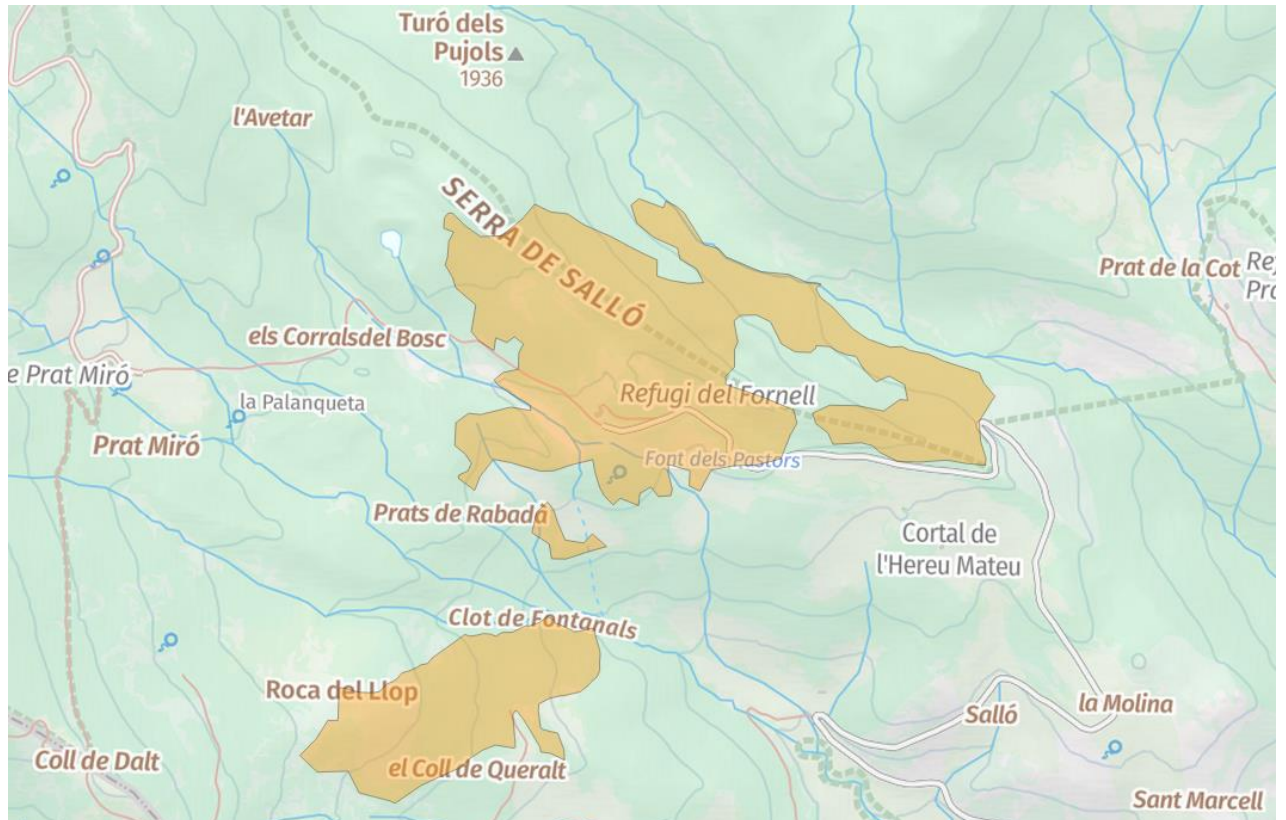 Turó dels
Pujols
1936
l'Avetar
SERRA DE SALLÓ
Prat de la Cot
Re
Pra
els Corralsdel Bosc
e Prat Miró
la Palanqueta
Refugi del Fornell
Prat Miró
Font dels Pastors
Prats de Rabadà
Cortal de
l'Hereu Mateu
Clot de Fontanals
Roca del Llop
la Molina
Salló
Coll de Dalt
el Coll de Queralt
Sant Marcell